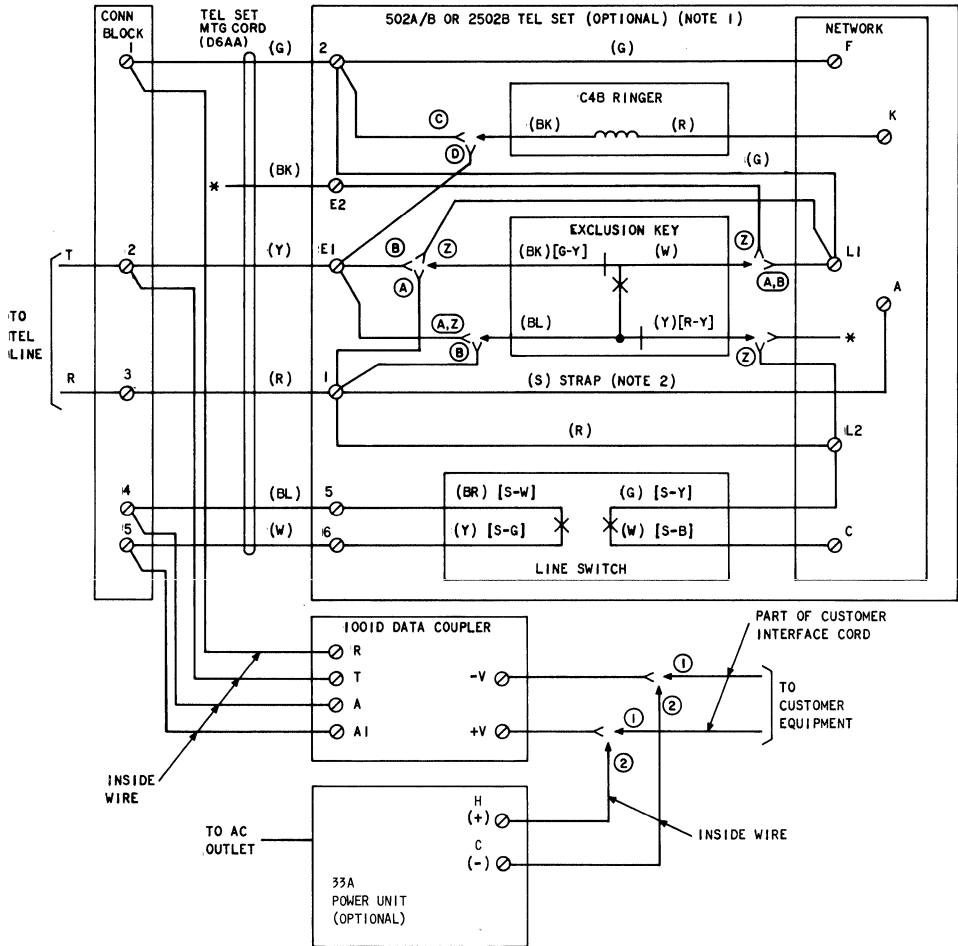 CONN
BLOCK
TEL SET
MTG CORD
(D6AA)
502A/B OR 2502B TEL SET (OPTIONAL) (NOTE 1)
NETWORK
1
(G)
2
(G)
F
C4B RINGER
C
(BK)
(R)
K
D
(G)
*
(BK)
E2
EXCLUSION KEY
T
2
(Y)
E1
B
Z
(BK)[G-Y]
(W)
Z
L1
A
A,B
A
TO
TEL
LINE
A,Z
(BL)
(Y)[R-Y]
*
B
Z
R
3
(R)
1
(S) STRAP (NOTE 2)
(R)
L2
4
(BL)
5
(BR) [S-W]
(G) [S-Y]
5
(W)
6
(Y) [S-G]
(W) [S-B]
C
LINE SWITCH
1001D DATA COUPLER
PART OF CUSTOMER
INTERFACE CORD
R
T
-V
1
A
2
TO
CUSTOMER
EQUIPMENT
A1
+V
1
2
INSIDE
WIRE
H
(+)
TO AC
OUTLET
C
(-)
INSIDE WIRE
33A
POWER UNIT
(OPTIONAL)